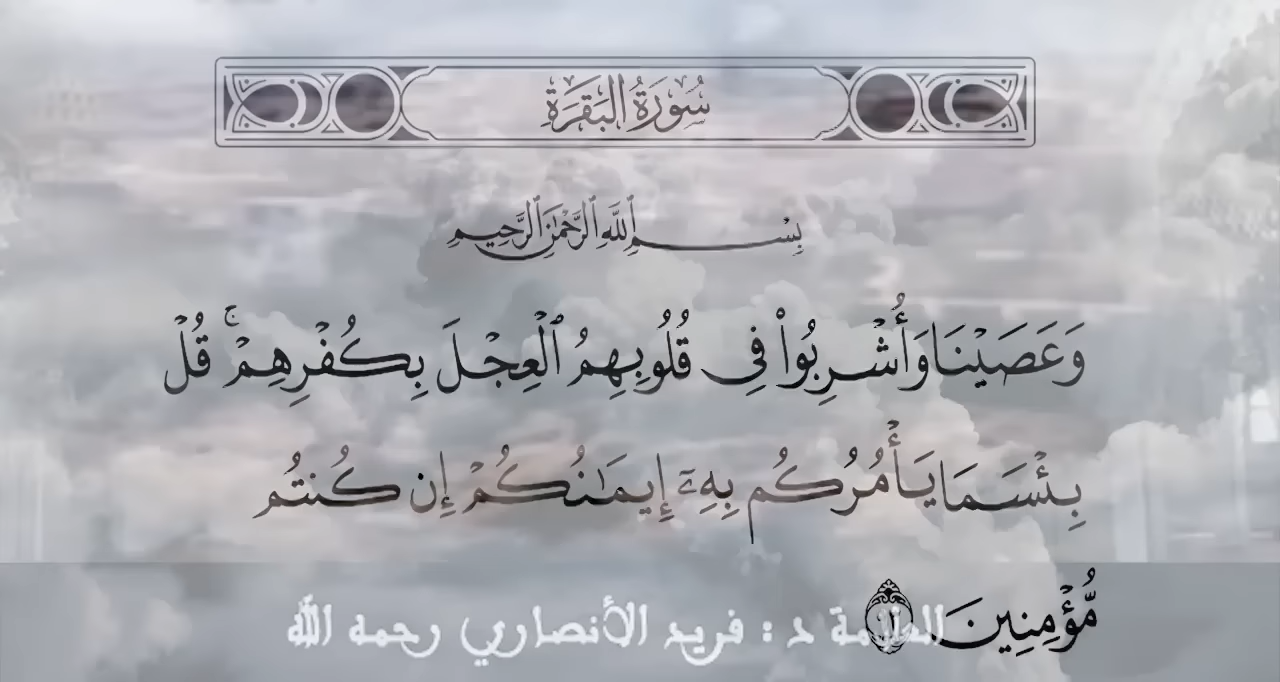 سُورَةُ البَقَرَةِ
بِسْمِ ٱللَّهِ ٱلرَّحْمَٰنِ ٱلرَّحِيمِ
وَعَصَيْنَا وَأُشْرِبُوا۟ فِى قُلُوبِهِمُ ٱلْعِجْلَ بِكُفْرِهِمْ ۚ قُلْ
بِئْسَمَا يَأْمُرُكُم بِهِۦٓ إِيمَٰنُكُمْ إِن كُنتُم
مُّؤْمِنِينَ
العلامة د : فريد الأنصاري رحمه الله